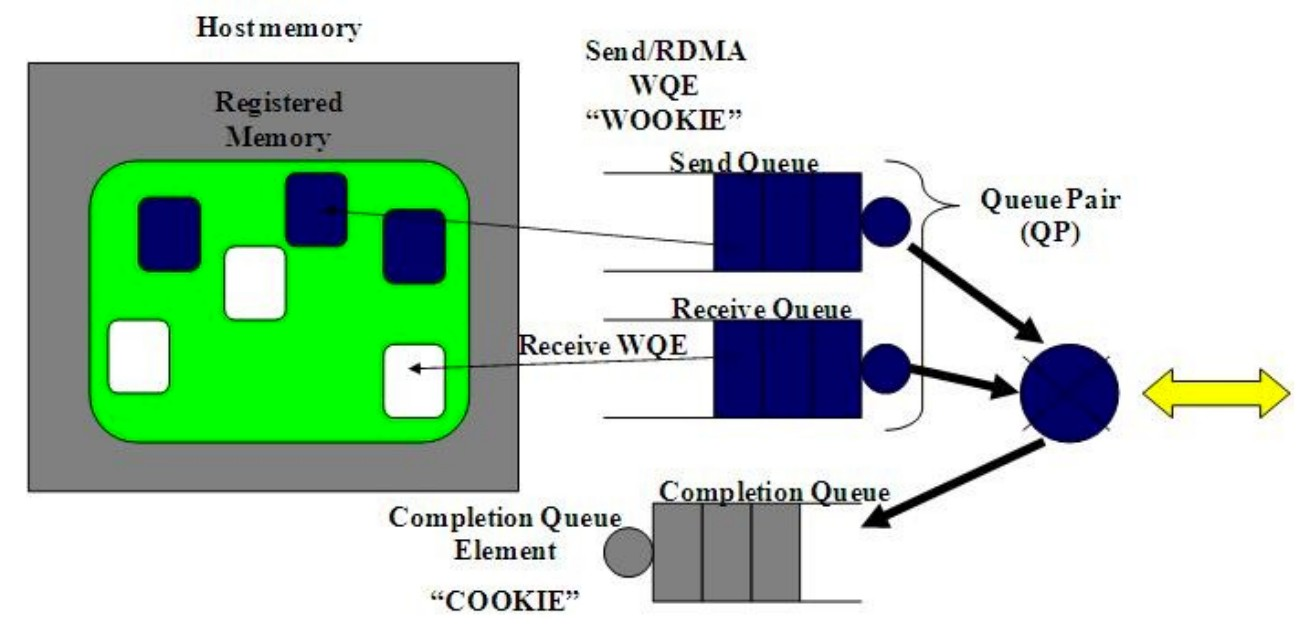 Host memory
Registered
Memory
Send/RDMA
WQE
“WOOKIE”
Send Queue
Queue Pair
(QP)
Receive Queue
Receive WQE
Completion Queue
Completion Queue
Element
“COOKIE”